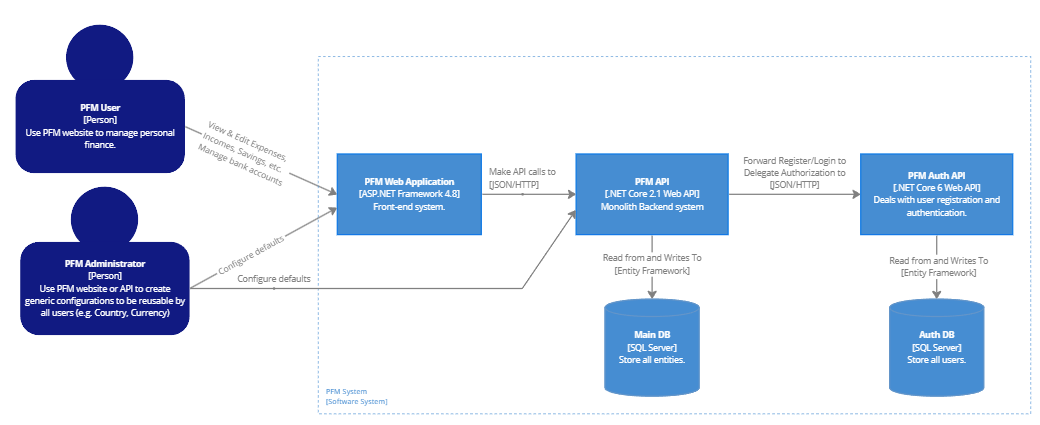 PFM User
[Person]
Use PFM website to manage personal
finance.
View & Edit Expenses,
Incomes, Savings, etc.
Manage bank accounts
PFM Administrator
[Person]
Use PFM website or API to create
generic configurations to be reusable by
all users (e.g. Country, Currency)
Configure defaults
Configure defaults
PFM Web Application
[ASP.NET Framework 4.8]
Front-end system.
Make API calls to
[JSON/HTTP]
PFM API
[.NET Core 2.1 Web API]
Monolith Backend system
Forward Register/Login to
Delegate Authorization to
[JSON/HTTP]
PFM Auth API
[.NET Core 6 Web API]
Deals with user registration and
authentication.
Read from and Writes To
[Entity Framework]
Read from and Writes To
[Entity Framework]
Main DB
[SQL Server]
Store all entities.
Auth DB
[SQL Server]
Store all users.
PFM System
[Software System]